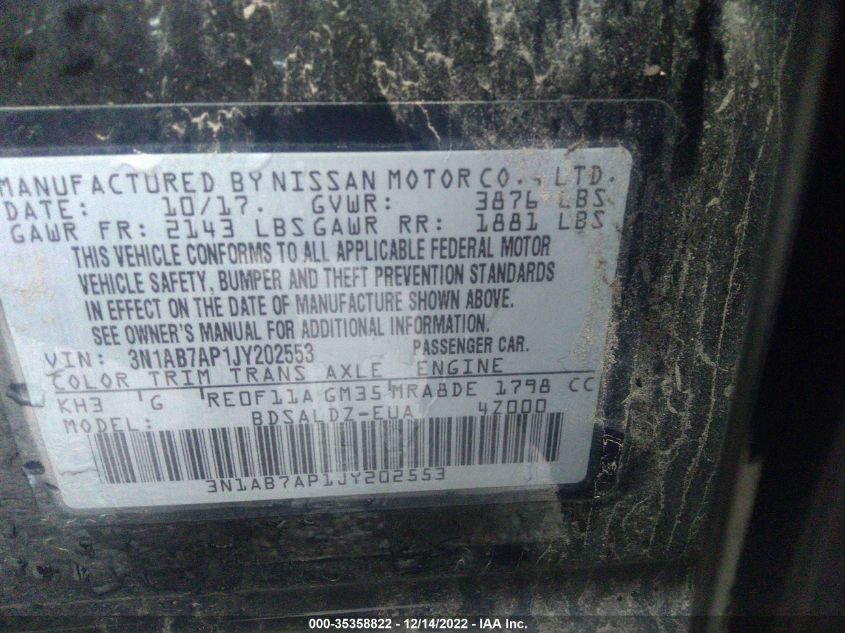 MANUFACTURED BY NISSAN MOTOR CO., LTD.
DATE: 10/17. GVWR: 3876 LBS
GAWR FR: 2143 LBS GAWR RR: 1881 LBS
THIS VEHICLE CONFORMS TO ALL APPLICABLE FEDERAL MOTOR
VEHICLE SAFETY, BUMPER AND THEFT PREVENTION STANDARDS
IN EFFECT ON THE DATE OF MANUFACTURE SHOWN ABOVE.
SEE OWNER'S MANUAL FOR ADDITIONAL INFORMATION.
VIN: 3N1AB7AP1JY202553 PASSENGER CAR.
COLOR TRIM TRANS AXLE ENGINE
KH3 G RE0F11A GM35 MRA8DE 1798 CC
MODEL: BDSALDZ-EUA 4Z000
3N1AB7AP1JY202553
000-35358822 - 12/14/2022 - IAA Inc.